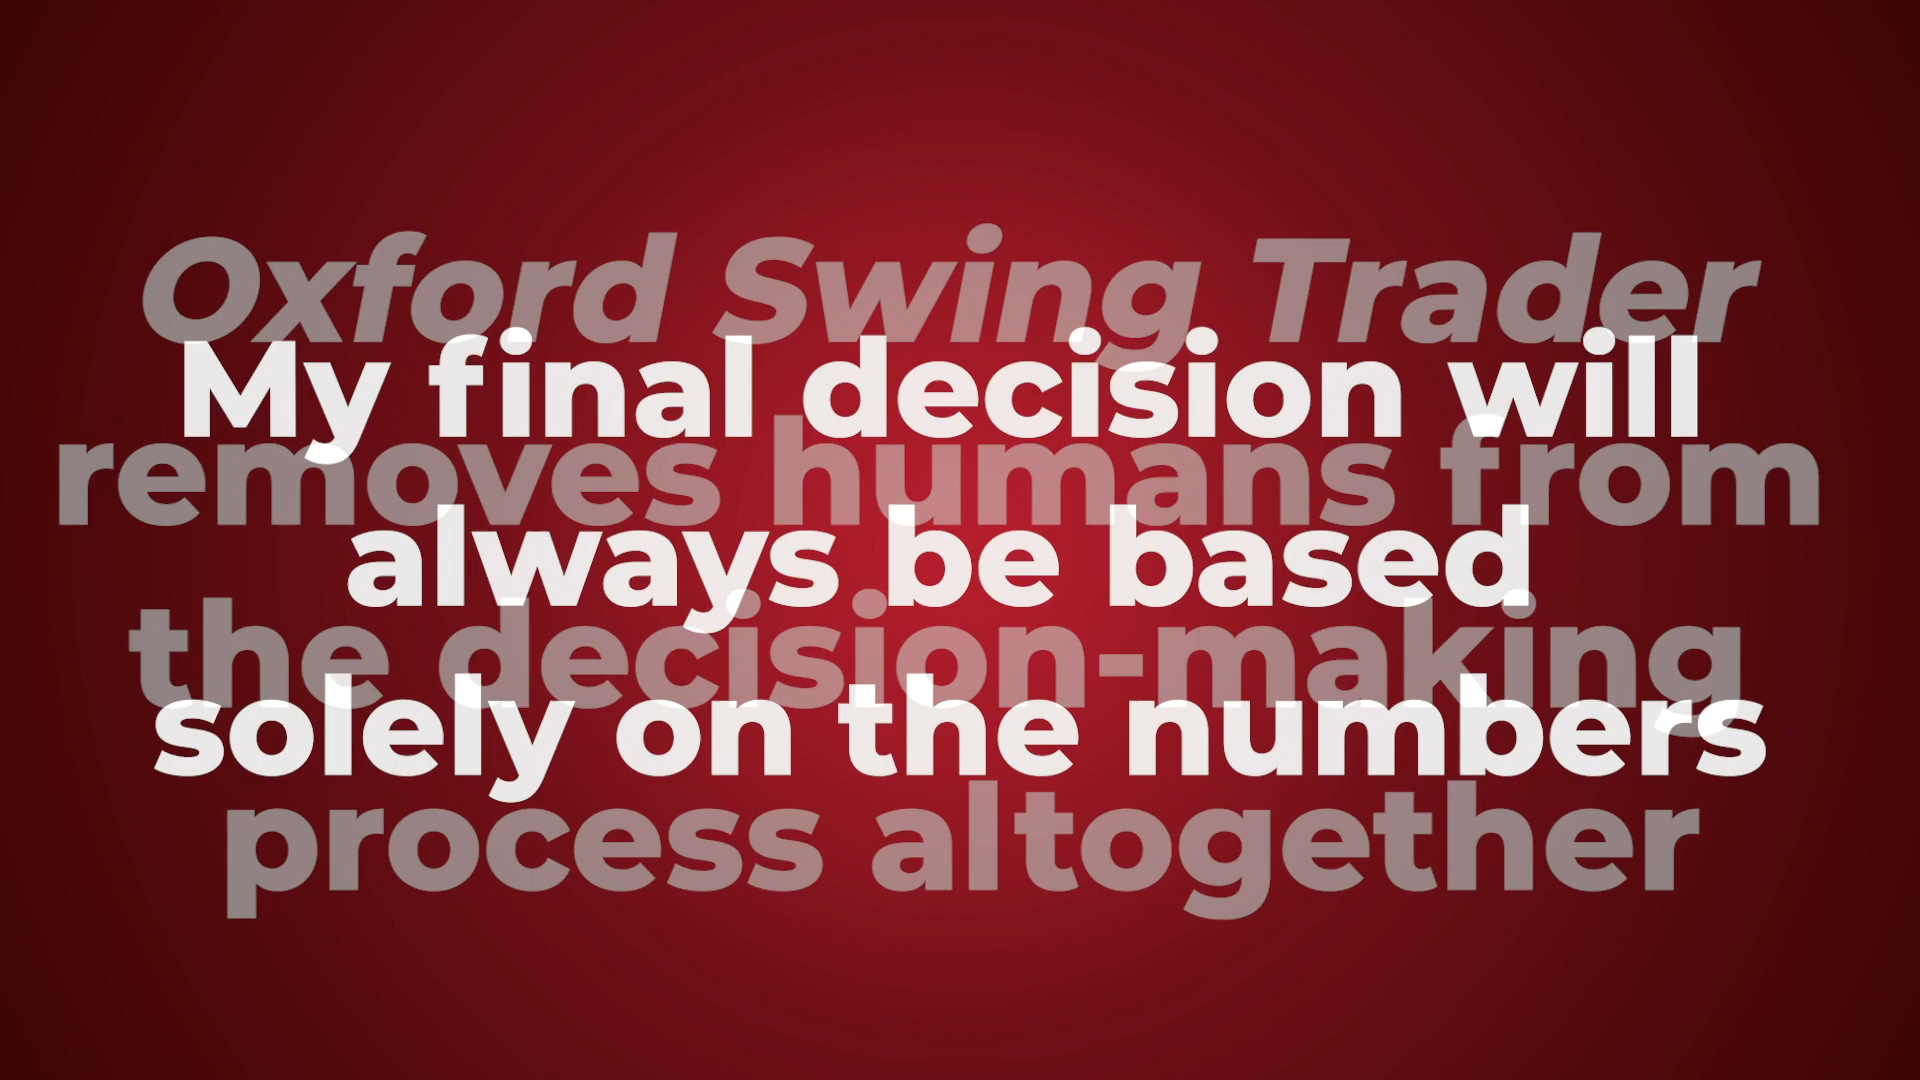 Oxford Swing Trader
My final decision will
removes humans from
always be based
the decision-making
solely on the numbers
process altogether